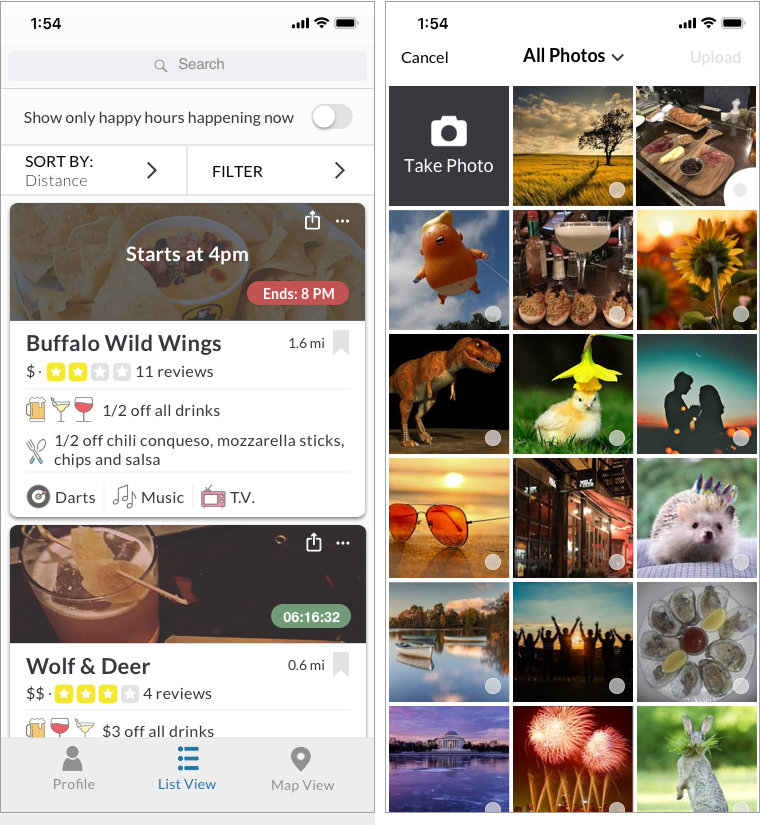 1:54
Search
Show only happy hours happening now
SORT BY:
Distance
FILTER
Starts at 4pm
Ends: 8 PM
Buffalo Wild Wings
1.6 mi
$ · 11 reviews
1/2 off all drinks
1/2 off chili conqueso, mozzarella sticks,
chips and salsa
Darts
Music
T.V.
06:16:32
Wolf & Deer
0.6 mi
$$ · 4 reviews
$3 off all drinks
Profile
List View
Map View
1:54
Cancel
All Photos
Upload
Take Photo